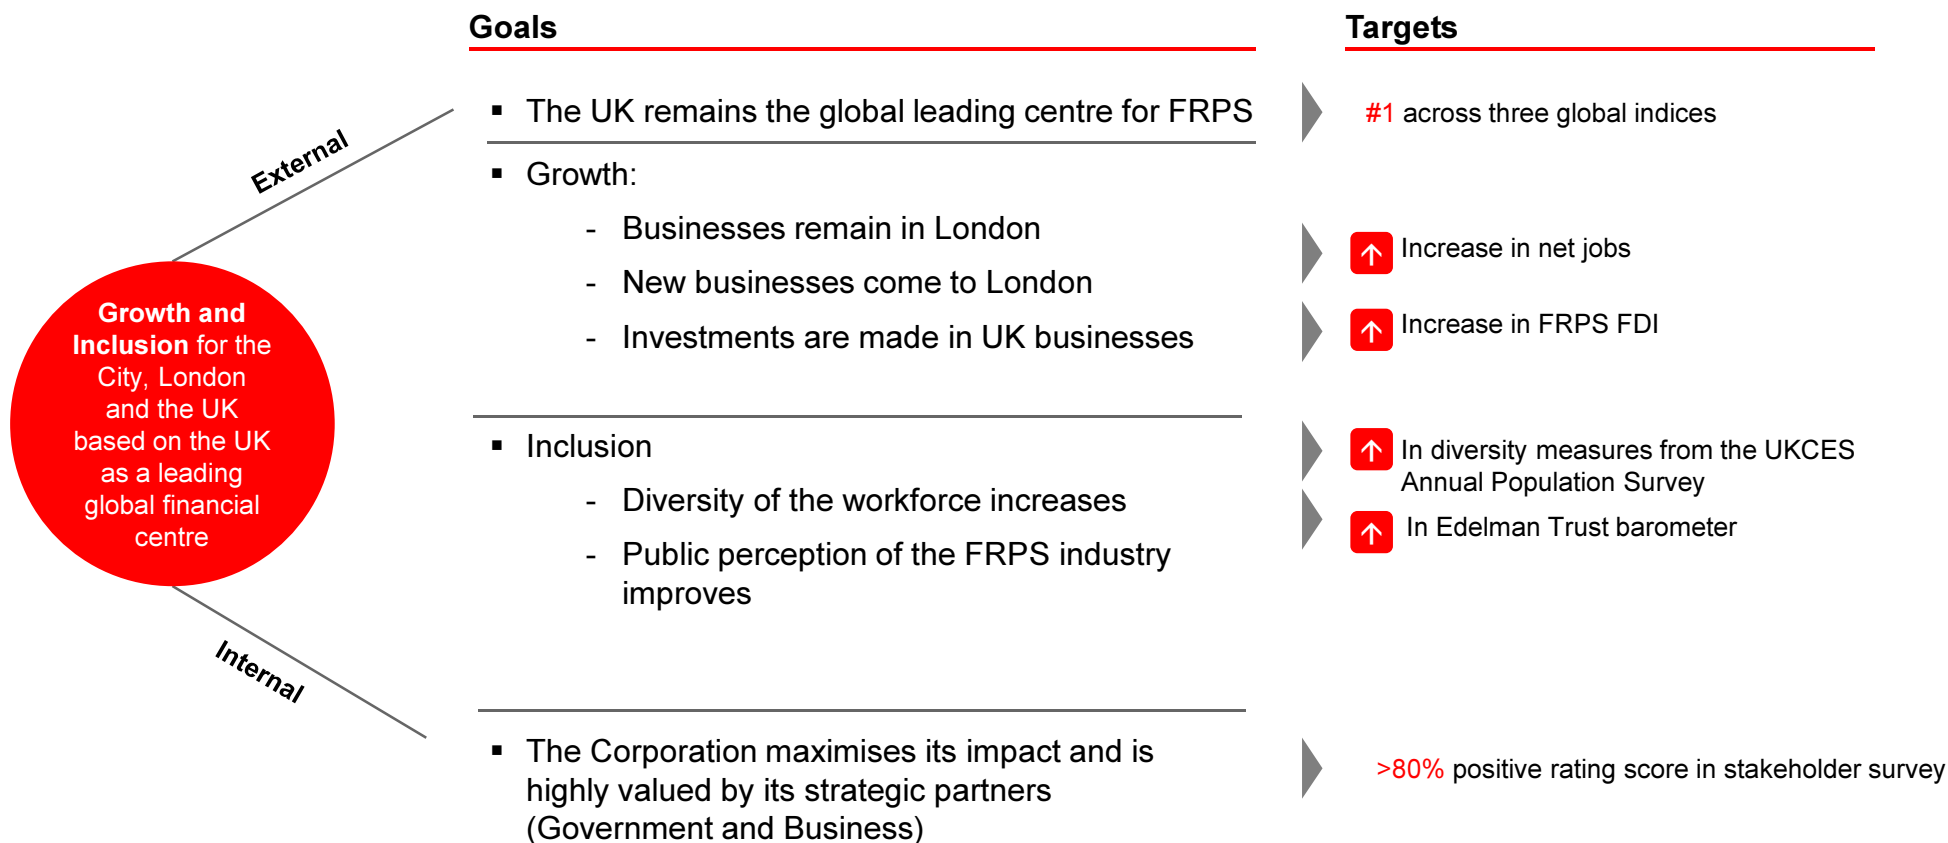 Goals
Targets
External
Internal
Growth and
Inclusion for the
City, London
and the UK
based on the UK
as a leading
global financial
centre
▪ The UK remains the global leading centre for FRPS
#1 across three global indices
▪ Growth:
- Businesses remain in London
- New businesses come to London
- Investments are made in UK businesses
Increase in net jobs
Increase in FRPS FDI
▪ Inclusion
- Diversity of the workforce increases
- Public perception of the FRPS industry
improves
In diversity measures from the UKCES
Annual Population Survey
In Edelman Trust barometer
▪ The Corporation maximises its impact and is
highly valued by its strategic partners
(Government and Business)
>80% positive rating score in stakeholder survey